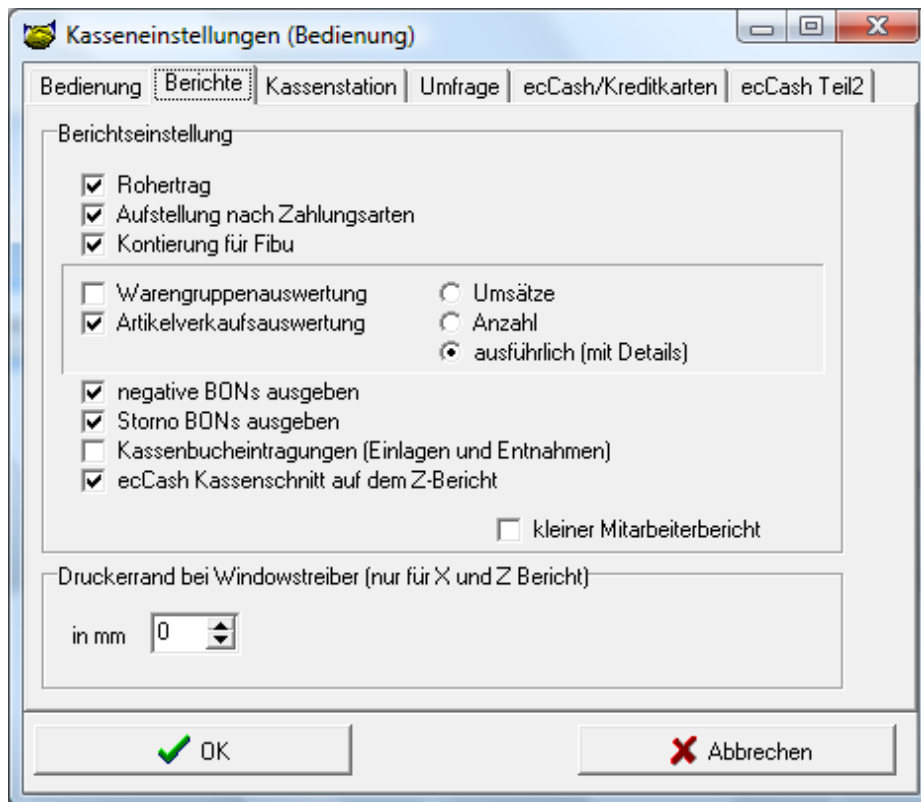 Kasseneinstellungen (Bedienung)
Bedienung Berichte Kassenstation Umfrage ecCash/Kreditkarten ecCash Teil2
Berichtseinstellung
Rohertrag
Aufstellung nach Zahlungsarten
Kontierung für Fibu
Warengruppenauswertung Umsätze
Artikelverkaufsauswertung Anzahl
ausführlich (mit Details)
negative BONs ausgeben
Storno BONs ausgeben
Kassenbucheintragungen (Einlagen und Entnahmen)
ecCash Kassenschnitt auf dem Z-Bericht
kleiner Mitarbeiterbericht
Druckerrand bei Windowstreiber (nur für X und Z Bericht)
in mm 0
OK Abbrechen